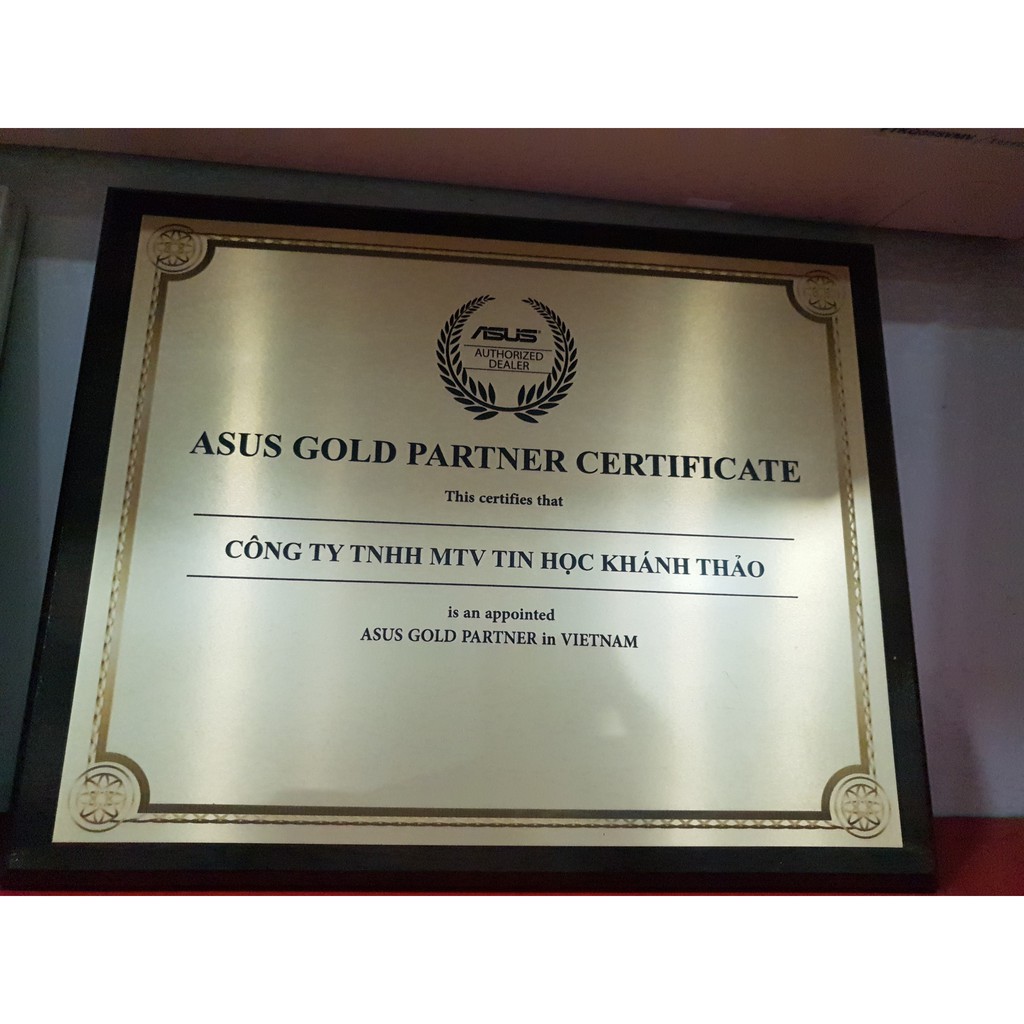 ASUS
AUTHORIZED
DEALER
ASUS GOLD PARTNER CERTIFICATE
This certifies that
CÔNG TY TNHH MTV TIN HỌC KHÁNH THẢO
is an appointed
ASUS GOLD PARTNER in VIETNAM